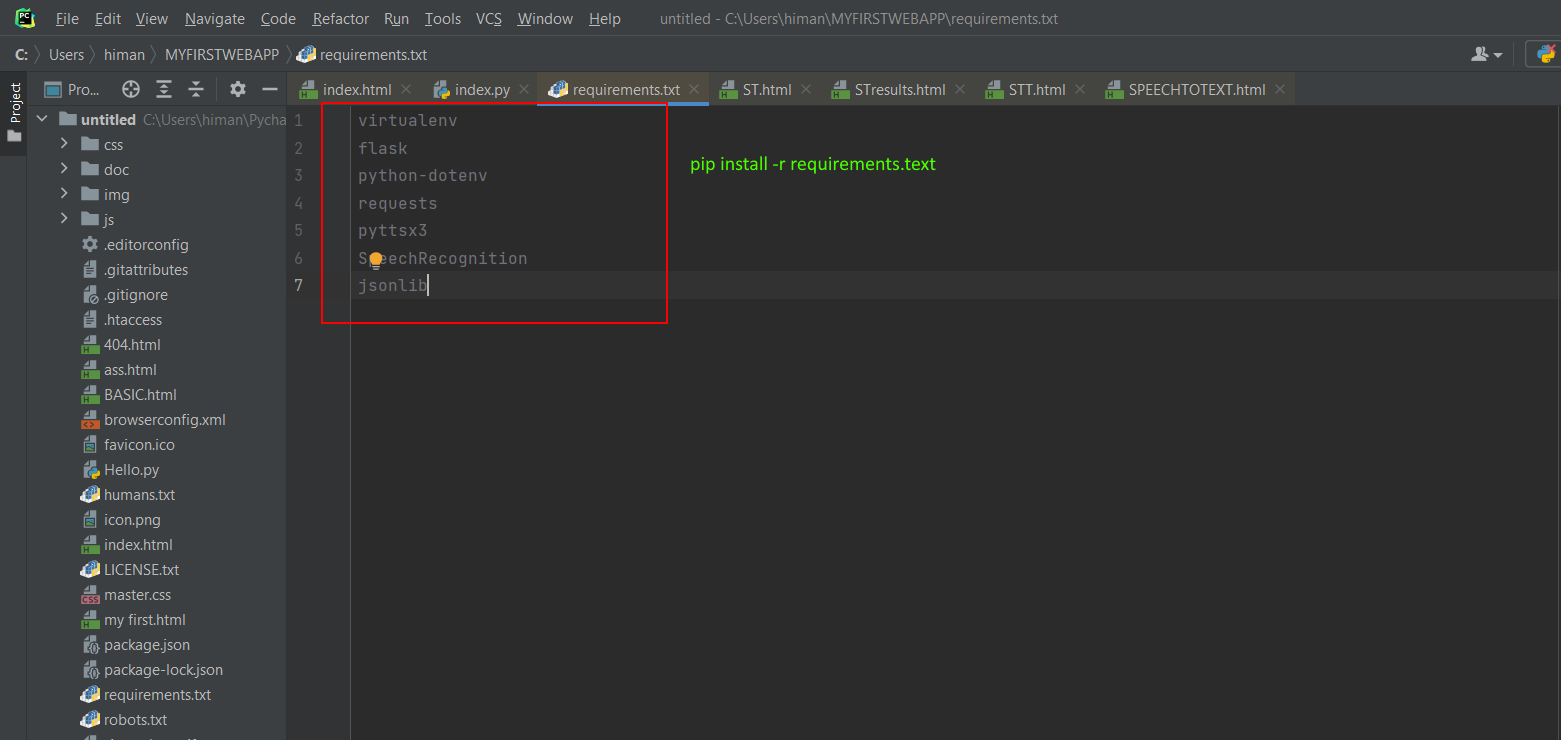 PC
File Edit View Navigate Code Refactor Run Tools VCS Window Help untitled - C:\Users\himan\MYFIRSTWEBAPP\requirements.txt
C: Users himan MYFIRSTWEBAPP requirements.txt
Project
Pro...
index.html index.py requirements.txt ST.html STresults.html STT.html SPEECHTOTEXT.html
untitled C:\Users\himan\Pycha
css
doc
img
js
.editorconfig
.gitattributes
.gitignore
.htaccess
404.html
ass.html
BASIC.html
browserconfig.xml
favicon.ico
Hello.py
humans.txt
icon.png
index.html
LICENSE.txt
master.css
my first.html
package.json
package-lock.json
requirements.txt
robots.txt
1 virtualenv
2 flask
3 python-dotenv
4 requests
5 pyttsx3
6 SpeechRecognition
7 jsonlib
pip install -r requirements.text